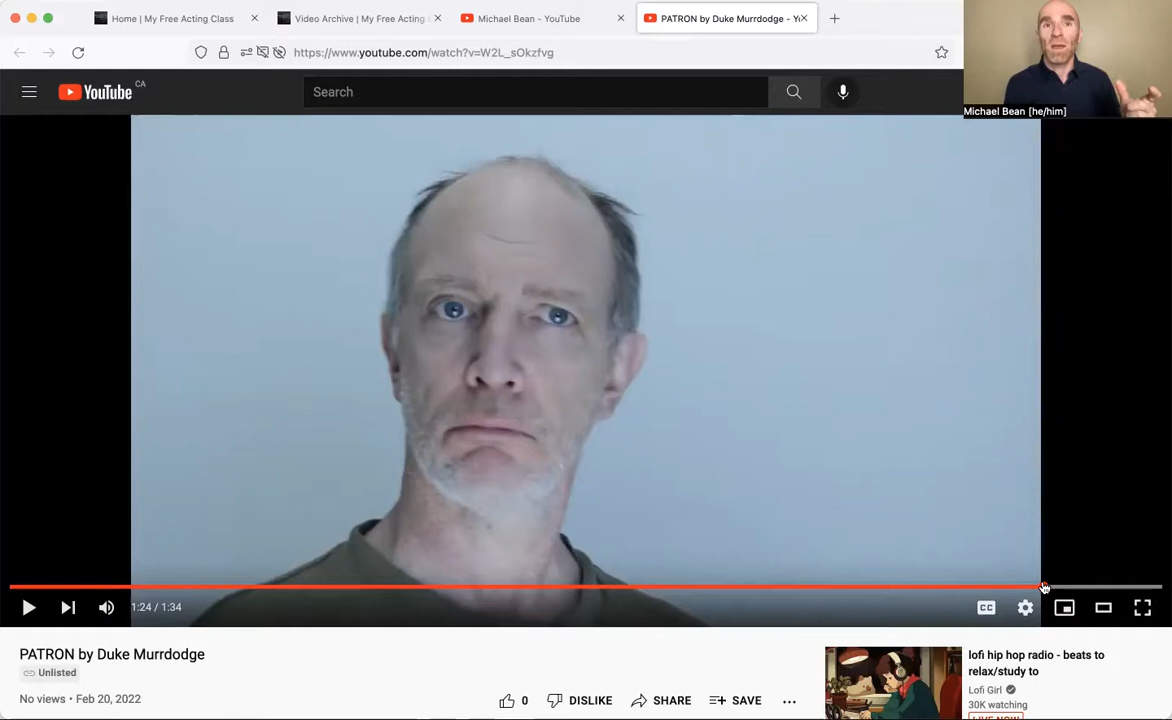 Home | My Free Acting Class
Video Archive | My Free Acting
Michael Bean - YouTube
PATRON by Duke Murrdodge - Yo
https://www.youtube.com/watch?v=W2L_sOkzfvg
YouTube CA
Search
Michael Bean [he/him]
1:24 / 1:34
CC
PATRON by Duke Murrdodge
Unlisted
No views • Feb 20, 2022
0
DISLIKE
SHARE
SAVE
lofi hip hop radio - beats to
relax/study to
Lofi Girl
30K watching
LIVE NOW